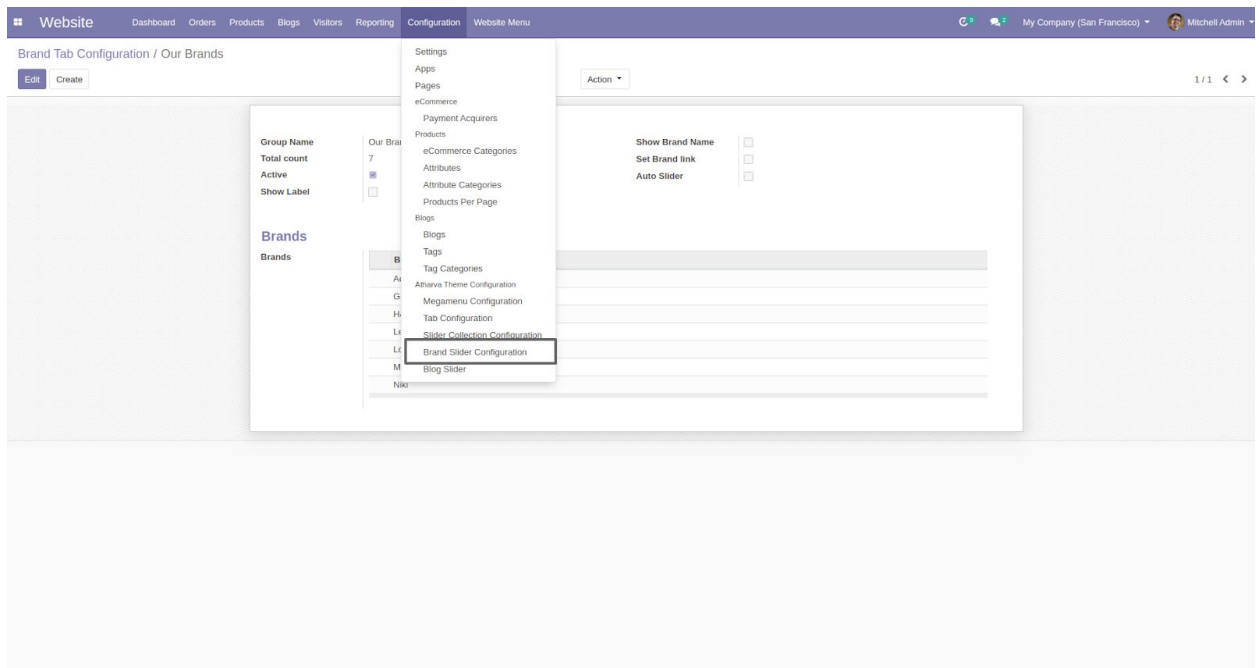 Website Dashboard Orders Products Blogs Visitors Reporting Configuration Website Menu My Company (San Francisco) Mitchell Admin
Brand Tab Configuration / Our Brands
Edit Create Action 1 / 1
Settings
Apps
Pages
eCommerce
Payment Acquirers
Products
eCommerce Categories
Attributes
Attribute Categories
Products Per Page
Blogs
Blogs
Tags
Tag Categories
Atharva Theme Configuration
Megamenu Configuration
Tab Configuration
Slider Collection Configuration
Brand Slider Configuration
Blog Slider
Group Name Our Show Brand Name
Total count 7 Set Brand link
Active Auto Slider
Show Label
Brands
Brands